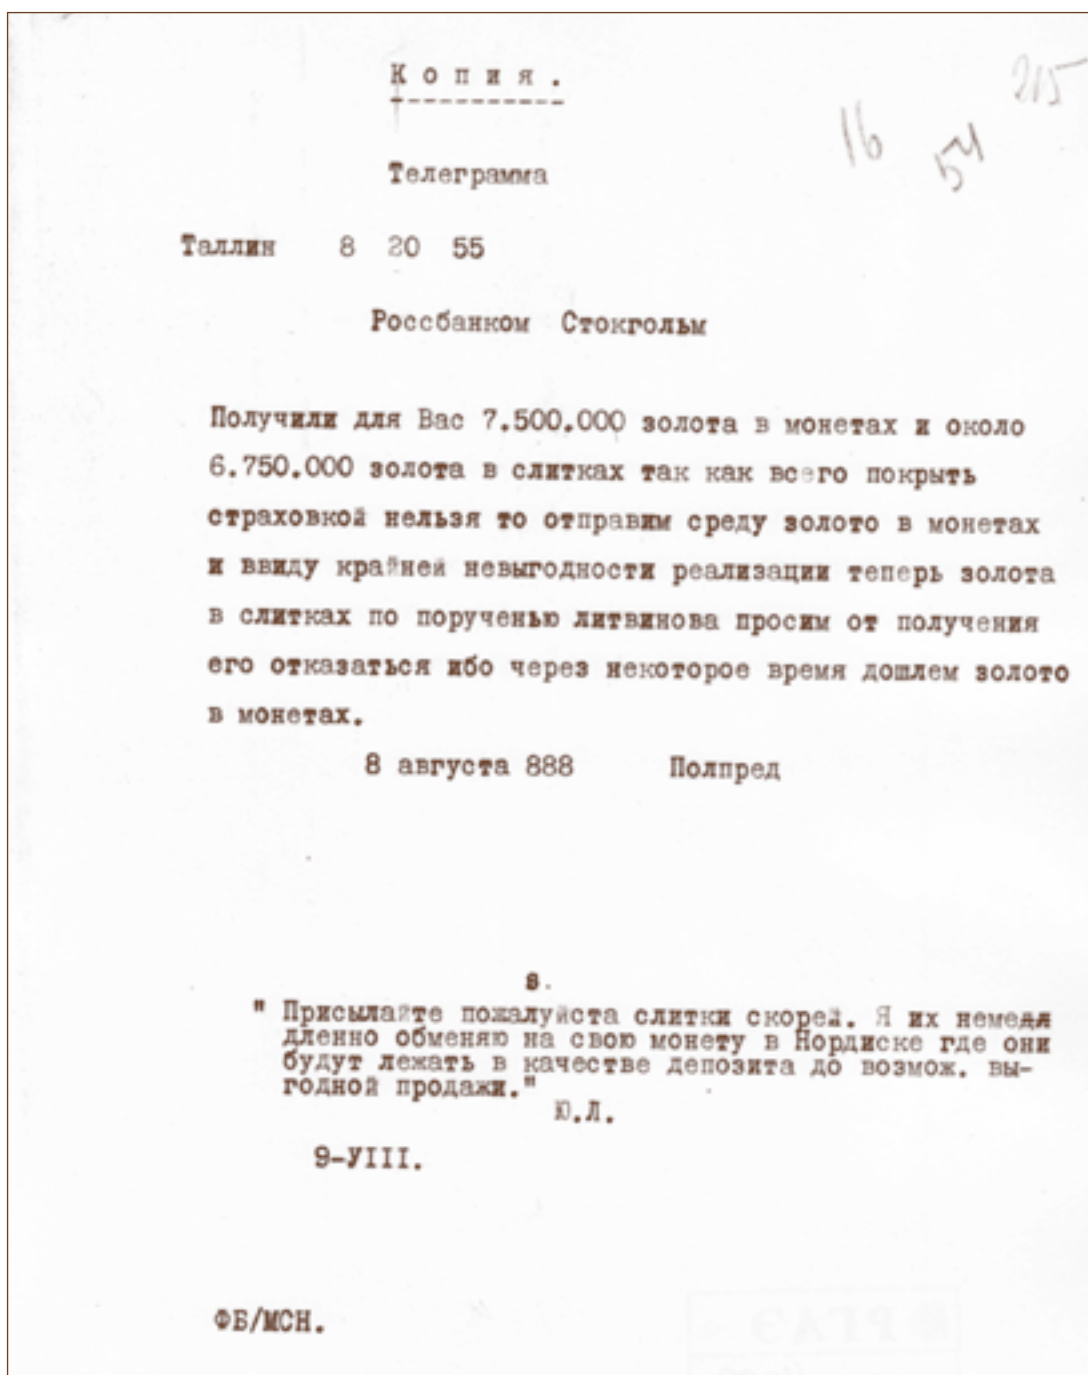 Копия.
215
16
54
Телеграмма
Таллин 8 20 55
Россбанком Стокгольм
Получили для Вас 7.500.000 золота в монетах и около
6.750.000 золота в слитках так как всего покрыть
страховкой нельзя то отправим среду золото в монетах
и ввиду крайней невыгодности реализации теперь золота
в слитках по порученью литвинова просим от получения
его отказаться ибо через некоторое время дошлем золото
в монетах.
8 августа 888 Полпред
в.
" Присылайте пожалуйста слитки скорей. Я их немедля
дленно обменяю на свою монету в Нордиске где они
будут лежать в качестве депозита до возмож. вы-
годной продажи."
Ю.Л.
9-УIII.
РГАЭ
ФБ/МСН.